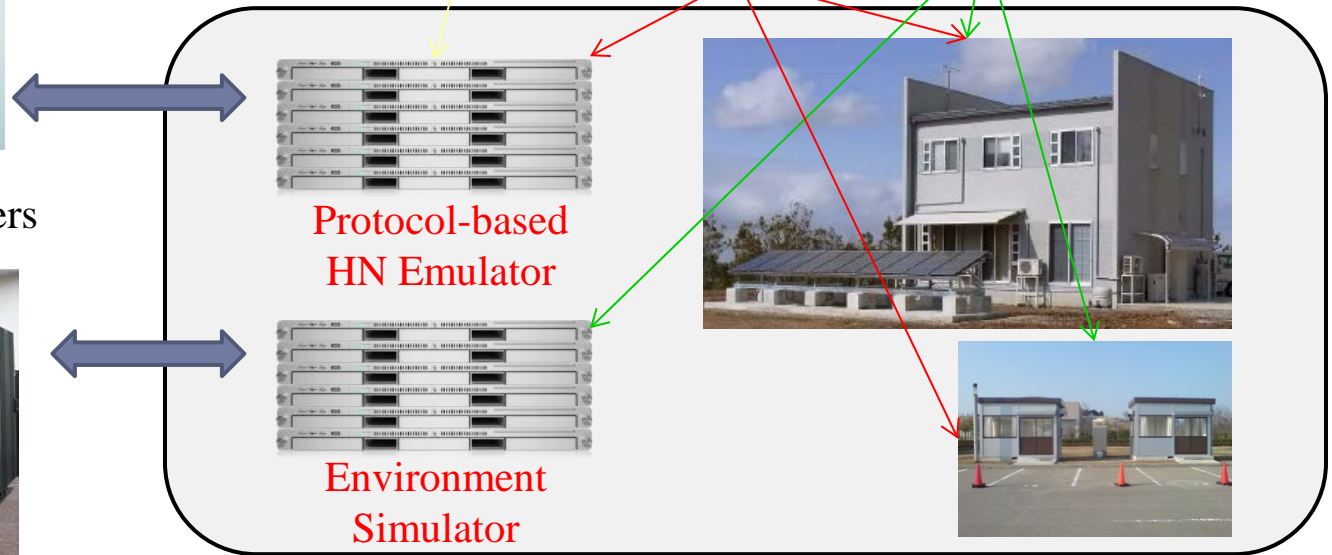 ers
Protocol-based
HN Emulator
Environment
Simulator